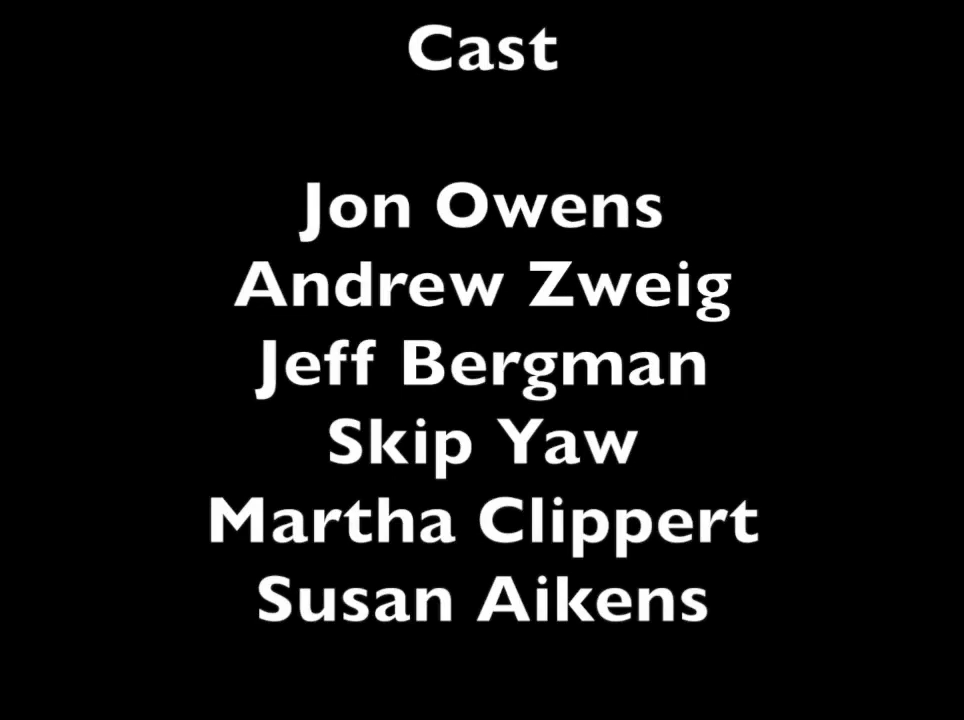 Cast
Jon Owens
Andrew Zweig
Jeff Bergman
Skip Yaw
Martha Clippert
Susan Aikens